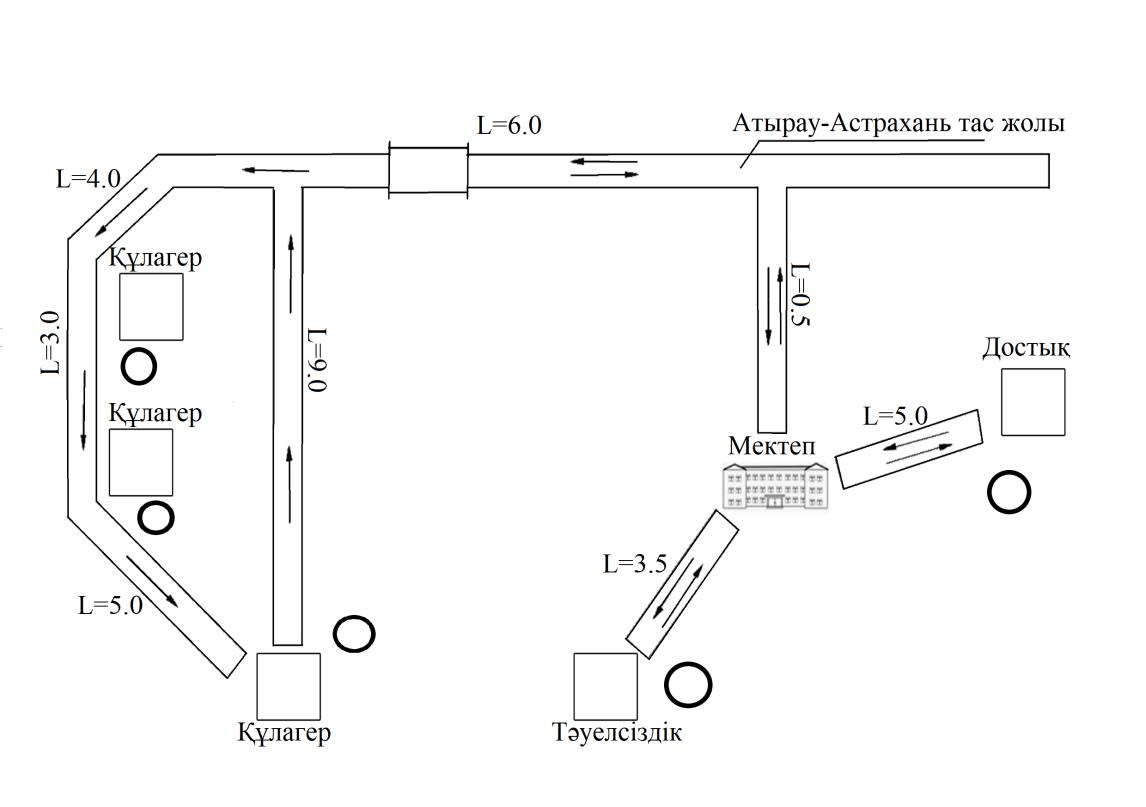 L=6.0
Атырау-Астрахань тас жолы
L=4.0
Құлагер
L=0.5
L=3.0
L=9.0
Достық
Құлагер
L=5.0
Мектеп
L=3.5
L=5.0
Құлагер
Тәуелсіздік